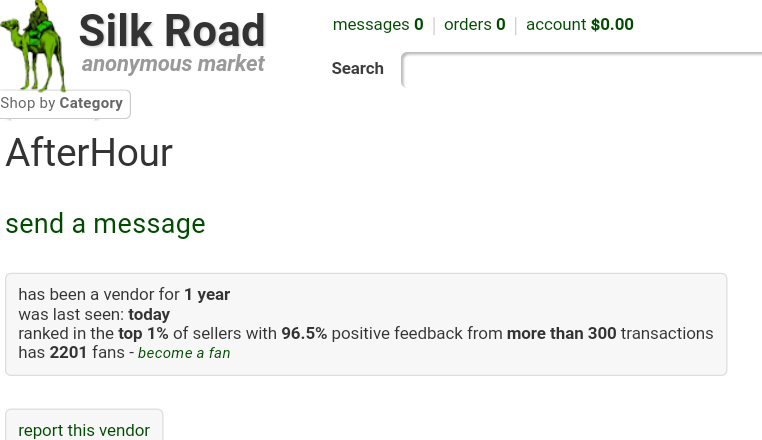 Silk Road
anonymous market
messages 0 orders 0 account $0.00
Search
Shop by Category
AfterHour
send a message
has been a vendor for 1 year
was last seen: today
ranked in the top 1% of sellers with 96.5% positive feedback from more than 300 transactions
has 2201 fans - become a fan
report this vendor